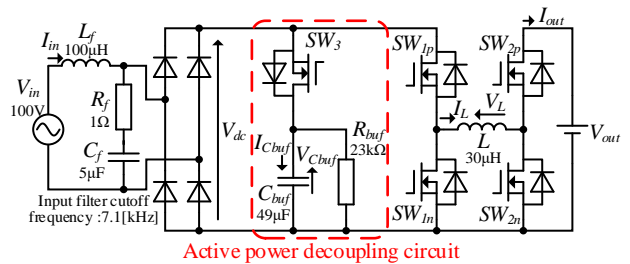 L_f
100μH
I_in
V_in
100V
R_f
1Ω
C_f
5μF
Input filter cutoff
frequency :7.1[kHz]
V_dc
SW_3
I_Cbuf
V_Cbuf
R_buf
23kΩ
C_buf
49μF
SW_1p
SW_2p
I_out
I_L
V_L
L
30μH
V_out
SW_1n
SW_2n
Active power decoupling circuit